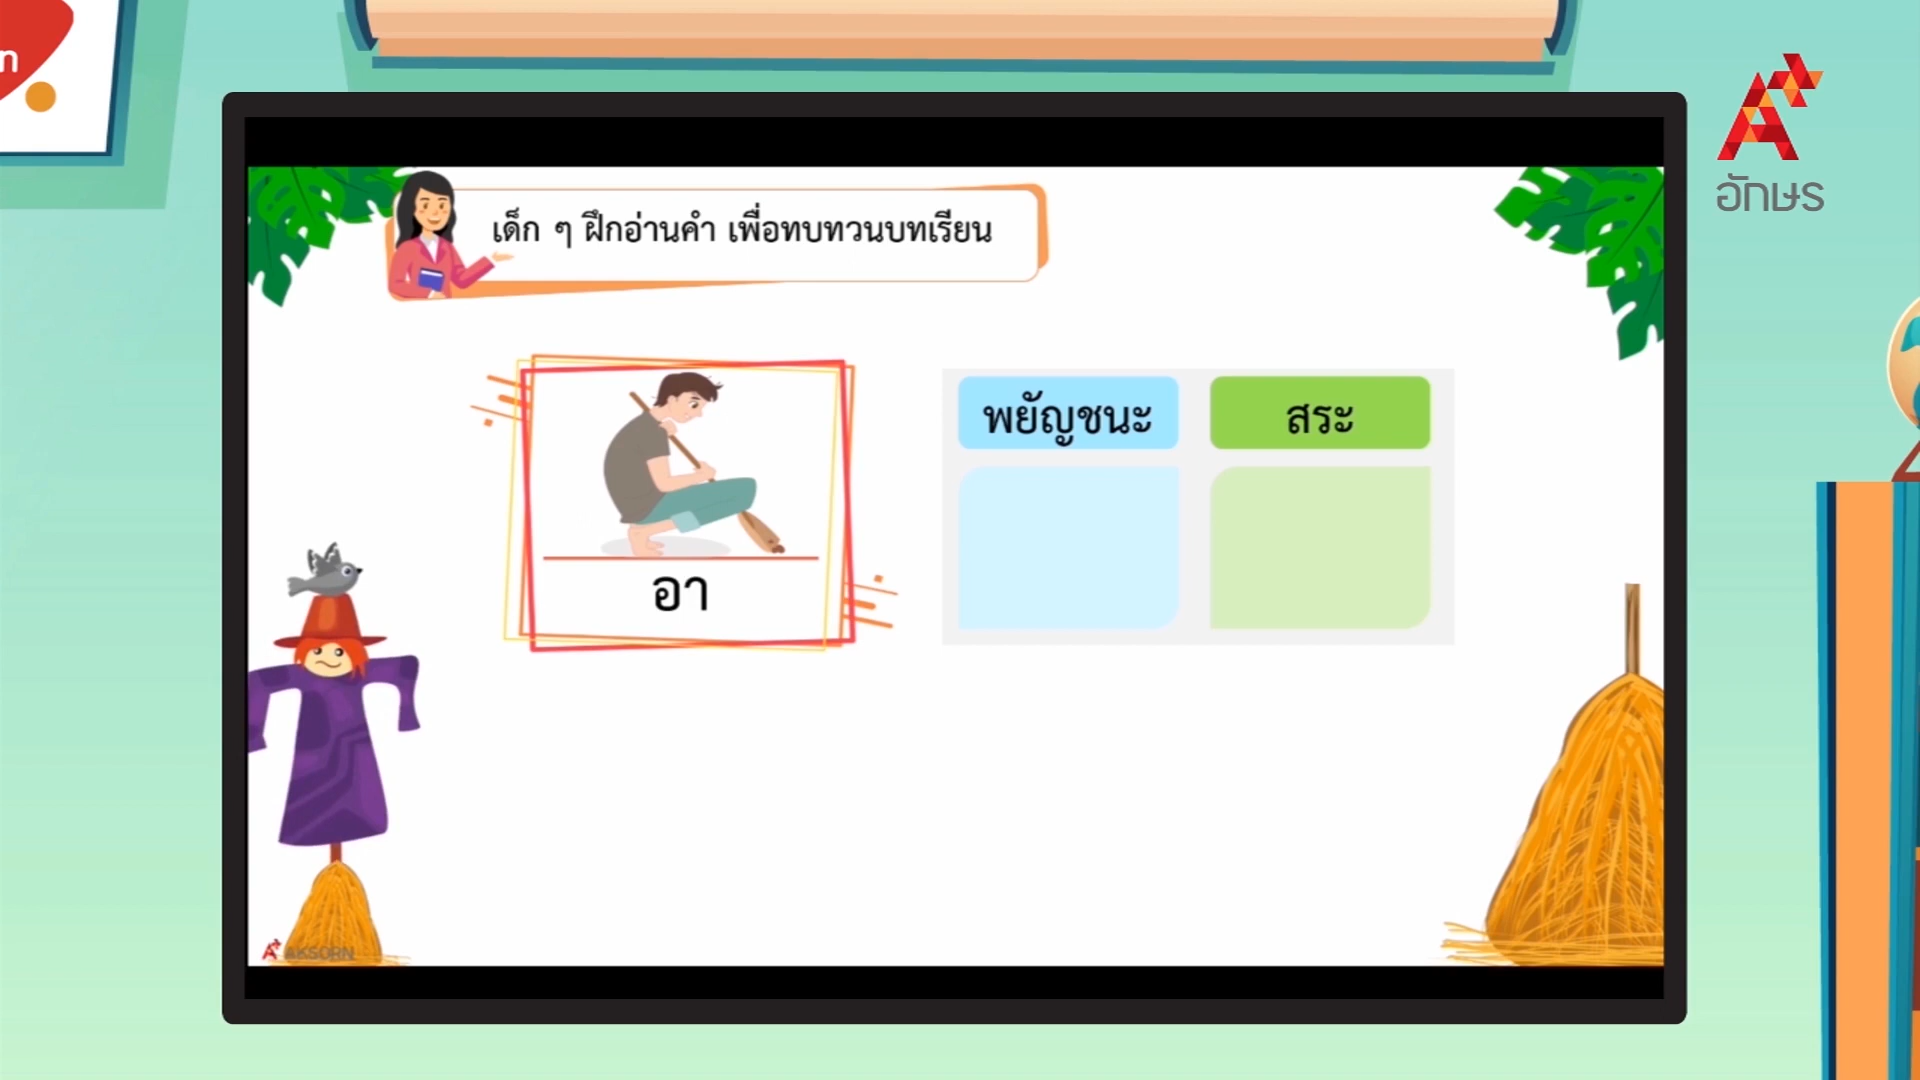 อักษร
เด็ก ๆ ฝึกอ่านคำ เพื่อทบทวนบทเรียน
พยัญชนะ
สระ
อา
AKSORN